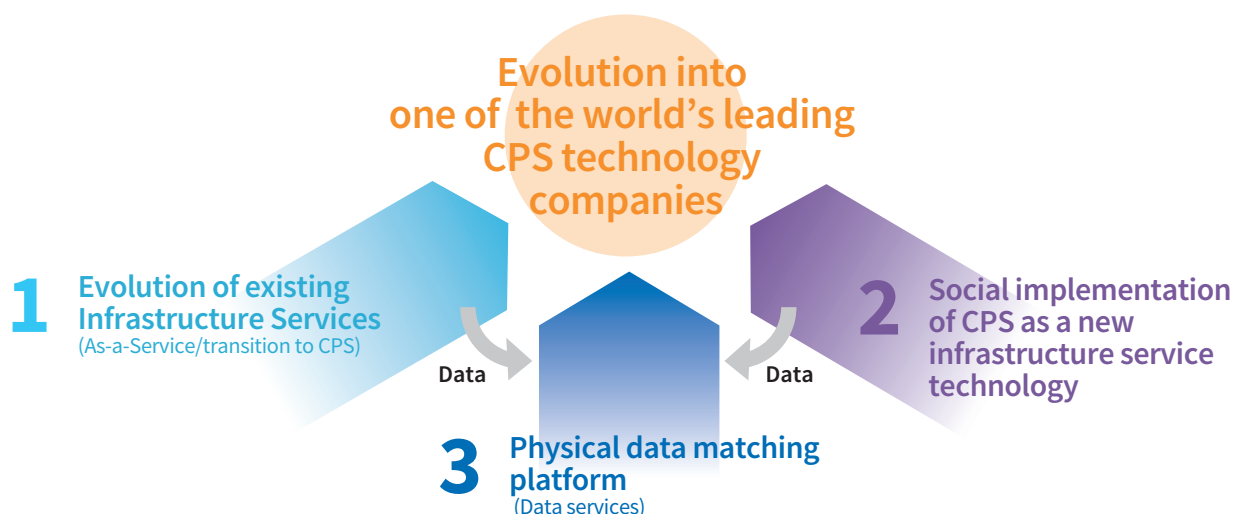 Evolution into
one of the world’s leading
CPS technology
companies
1
Evolution of existing
Infrastructure Services
(As-a-Service/transition to CPS)
Data
2
Social implementation
of CPS as a new
infrastructure service
technology
Data
3
Physical data matching
platform
(Data services)